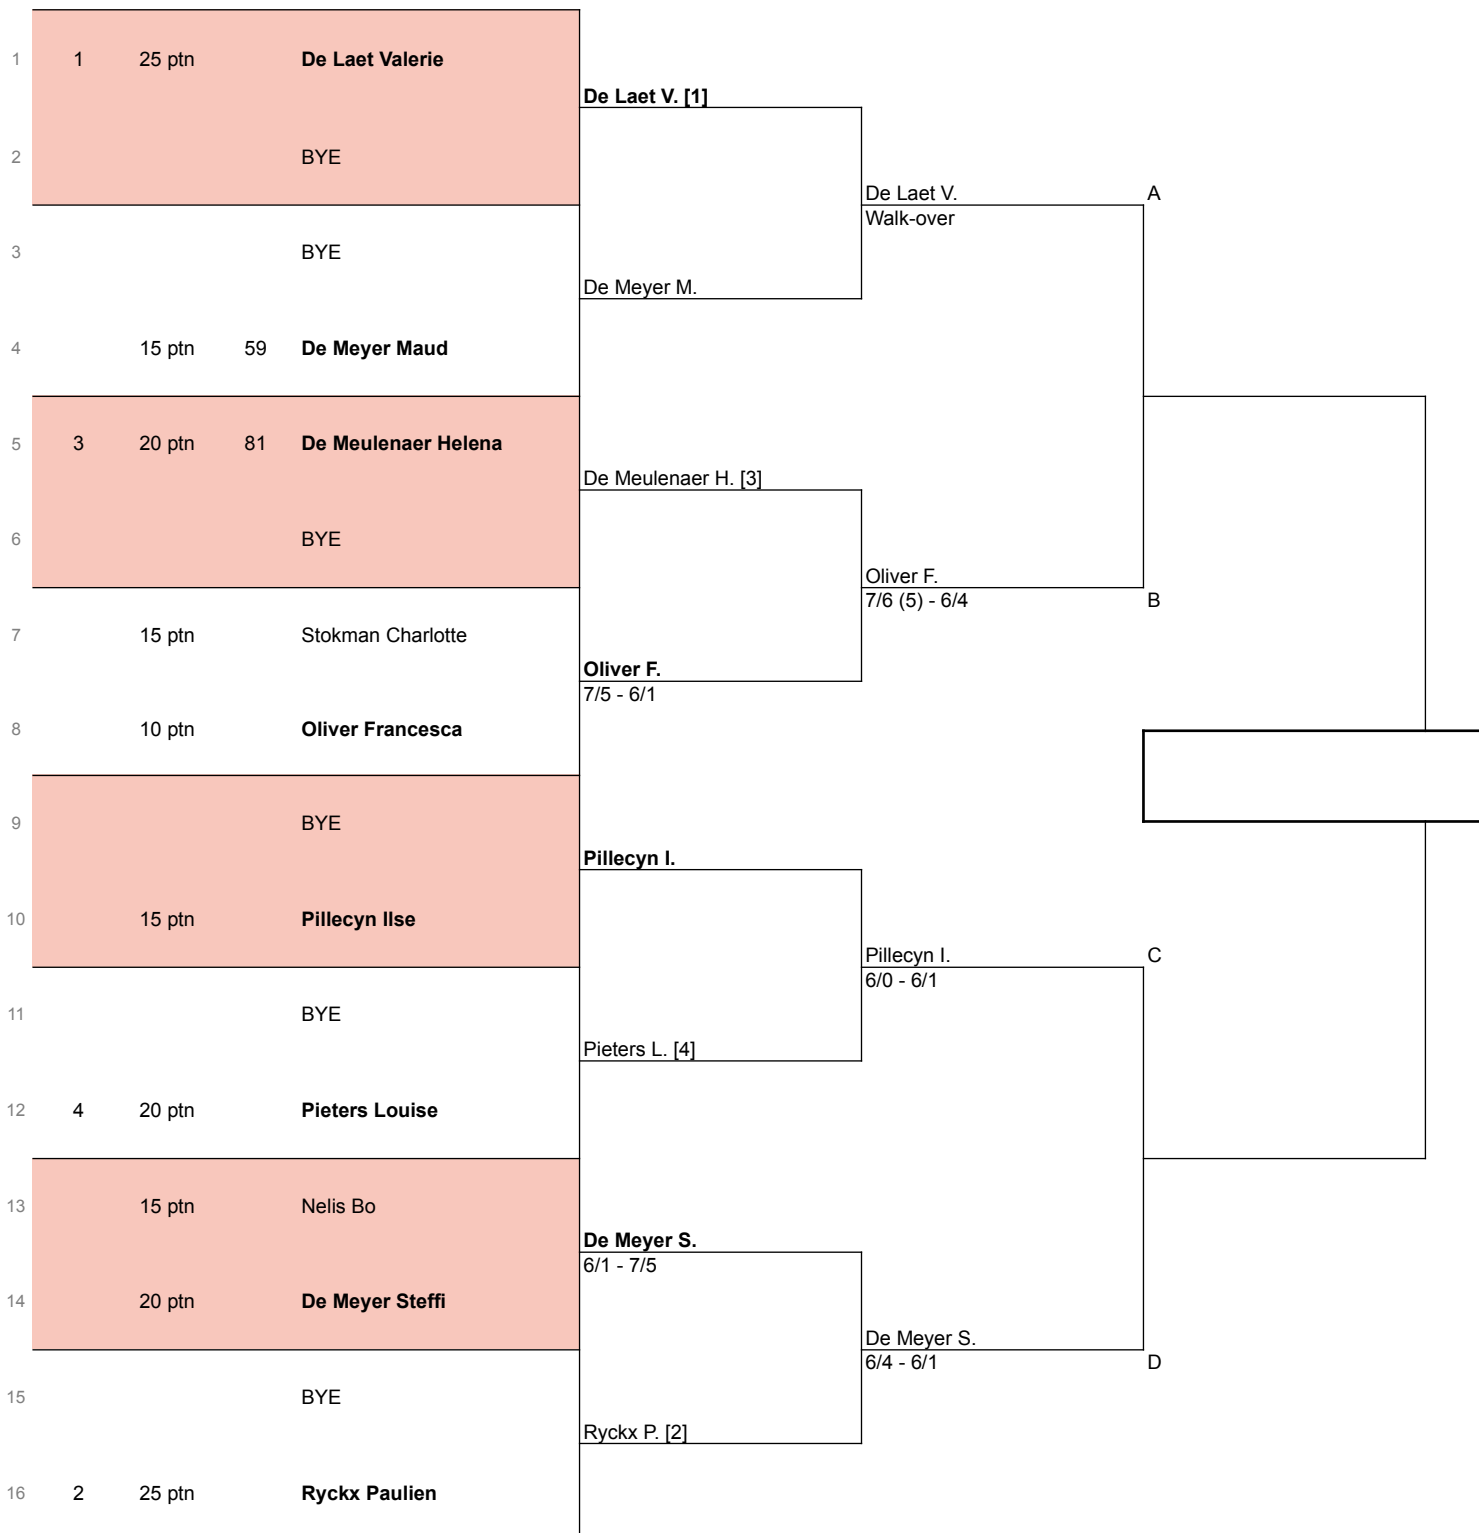 1 1 25 ptn De Laet Valerie
De Laet V. [1]
2 BYE
De Laet V. A
Walk-over
3 BYE
De Meyer M.
4 15 ptn 59 De Meyer Maud
5 3 20 ptn 81 De Meulenaer Helena
De Meulenaer H. [3]
6 BYE
Oliver F.
7/6 (5) - 6/4 B
7 15 ptn Stokman Charlotte
Oliver F.
7/5 - 6/1
8 10 ptn Oliver Francesca
9 BYE
Pillecyn I.
10 15 ptn Pillecyn Ilse
Pillecyn I. C
6/0 - 6/1
11 BYE
Pieters L. [4]
12 4 20 ptn Pieters Louise
13 15 ptn Nelis Bo
De Meyer S.
6/1 - 7/5
14 20 ptn De Meyer Steffi
De Meyer S.
6/4 - 6/1 D
15 BYE
Ryckx P. [2]
16 2 25 ptn Ryckx Paulien